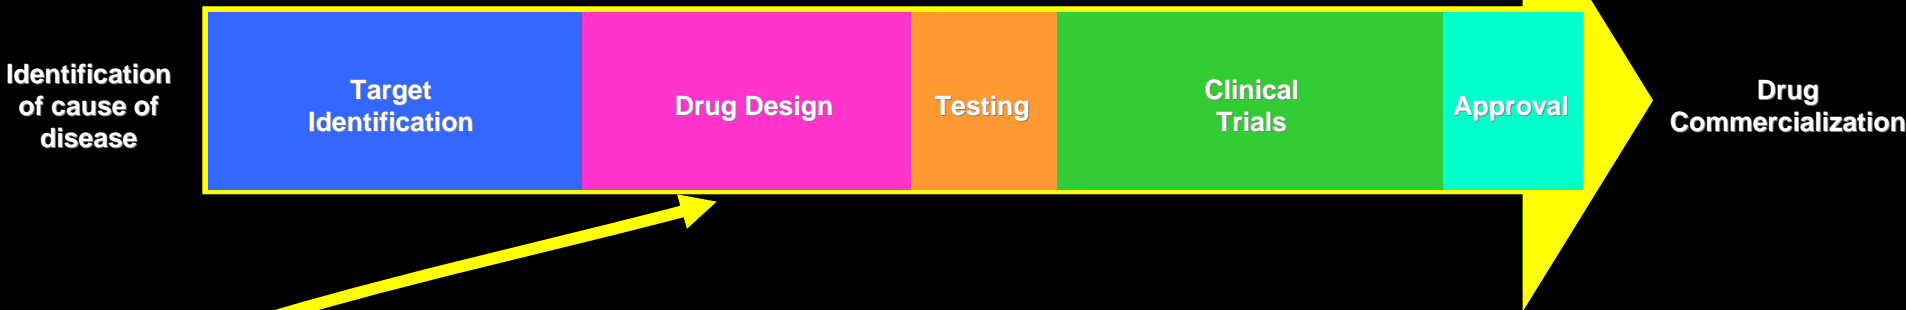 Identification
of cause of
disease
Target
Identification
Drug Design
Testing
Clinical
Trials
Approval
Drug
Commercialization